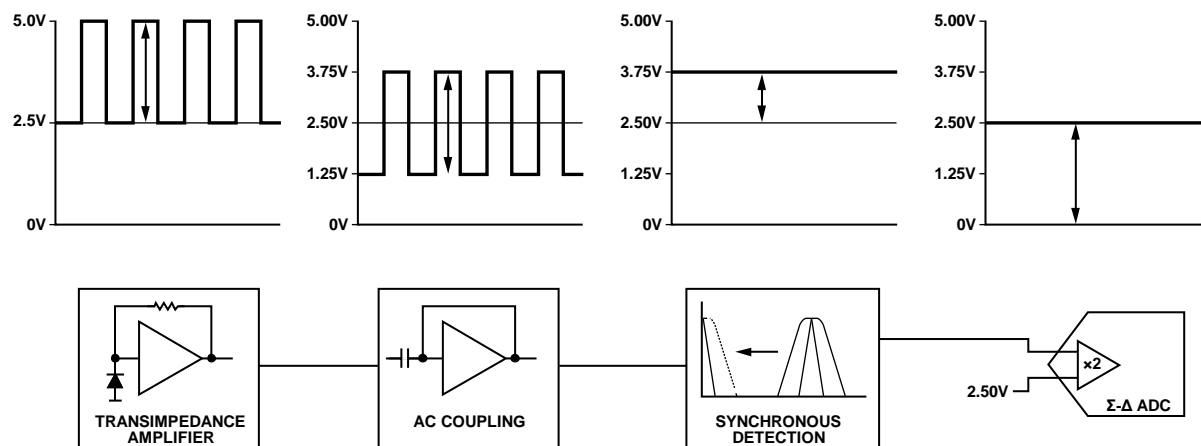 5.0V
2.5V
0V
5.00V
3.75V
2.50V
1.25V
0V
5.00V
3.75V
2.50V
1.25V
0V
5.00V
3.75V
2.50V
1.25V
0V
TRANSIMPEDANCE
AMPLIFIER
AC COUPLING
SYNCHRONOUS
DETECTION
2.50V
×2
Σ-Δ ADC